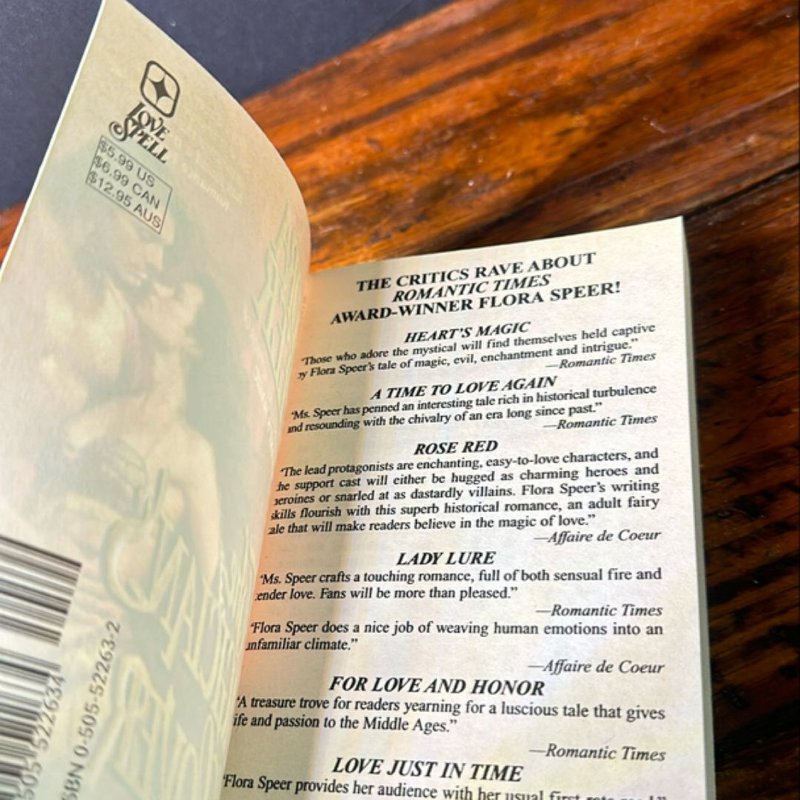 LOVE
SPELL
$5.99 US
$6.99 CAN
$12.95 AUS
ISBN 0-505-52263-2
THE CRITICS RAVE ABOUT
ROMANTIC TIMES
AWARD-WINNER FLORA SPEER!
HEART'S MAGIC
"Those who adore the mystical will find themselves held captive
by Flora Speer's tale of magic, evil, enchantment and intrigue."
—Romantic Times
A TIME TO LOVE AGAIN
"Ms. Speer has penned an interesting tale rich in historical turbulence
and resounding with the chivalry of an era long since past."
—Romantic Times
ROSE RED
"The lead protagonists are enchanting, easy-to-love characters, and
the support cast will either be hugged as charming heroes and
heroines or snarled at as dastardly villains. Flora Speer's writing
skills flourish with this superb historical romance, an adult fairy
tale that will make readers believe in the magic of love."
—Affaire de Coeur
LADY LURE
"Ms. Speer crafts a touching romance, full of both sensual fire and
tender love. Fans will be more than pleased."
—Romantic Times
"Flora Speer does a nice job of weaving human emotions into an
unfamiliar climate."
—Affaire de Coeur
FOR LOVE AND HONOR
"A treasure trove for readers yearning for a luscious tale that gives
life and passion to the Middle Ages."
—Romantic Times
LOVE JUST IN TIME
"Flora Speer provides her audience with her usual first rate